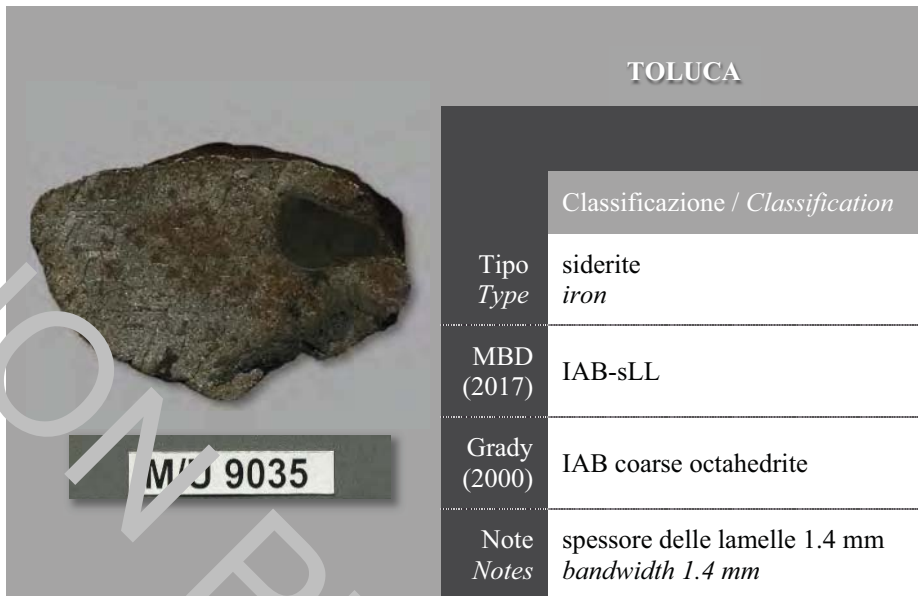 TOLUCA
Classificazione / Classification
Tipo
Type
siderite
iron
MBD
(2017)
IAB-sLL
Grady
(2000)
IAB coarse octahedrite
Note
Notes
spessore delle lamelle 1.4 mm
bandwidth 1.4 mm
M/U 9035
ION P